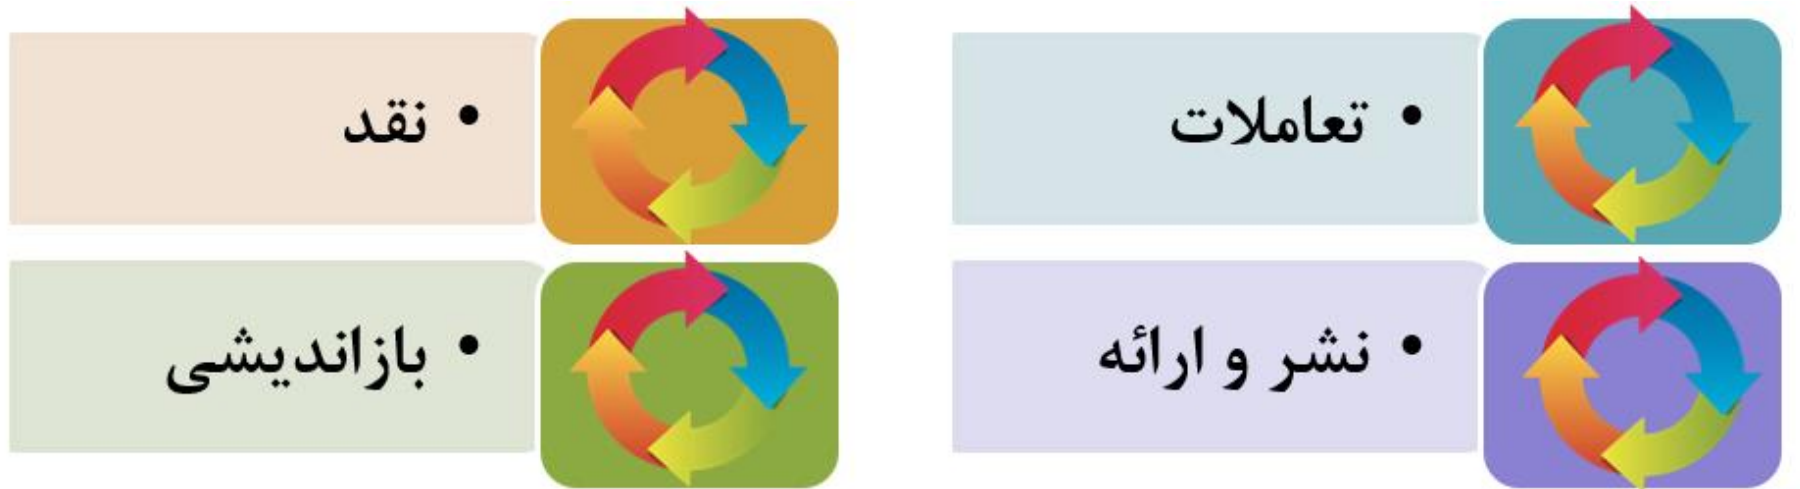 • تعاملات
• نقد
• نشر و ارائه
• بازاندیشی